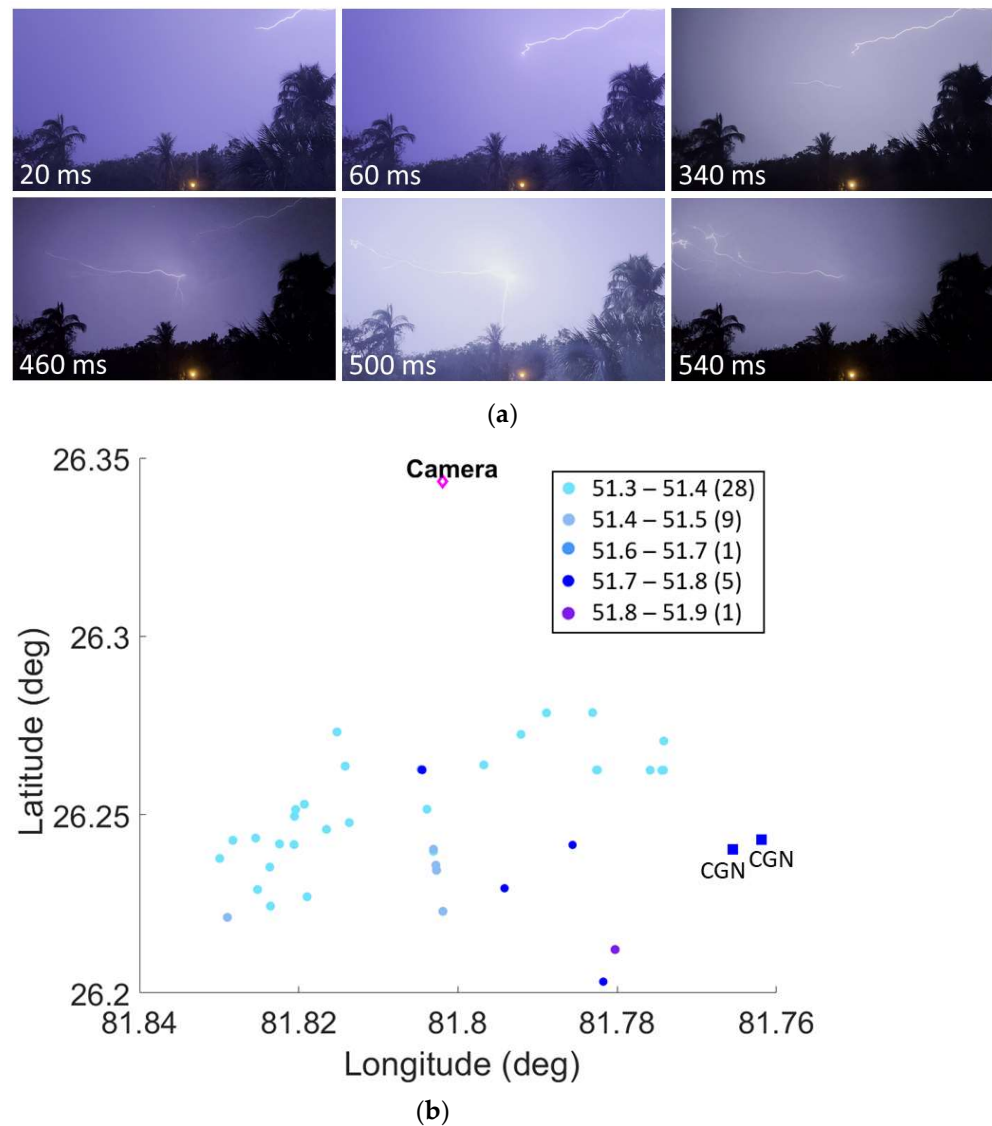 20 ms
60 ms
340 ms
460 ms
500 ms
540 ms
(a)
26.35
Camera
51.3 – 51.4 (28)
51.4 – 51.5 (9)
51.6 – 51.7 (1)
51.7 – 51.8 (5)
51.8 – 51.9 (1)
26.3
Latitude (deg)
26.25
CGN
CGN
26.2
81.84
81.82
81.8
81.78
81.76
Longitude (deg)
(b)